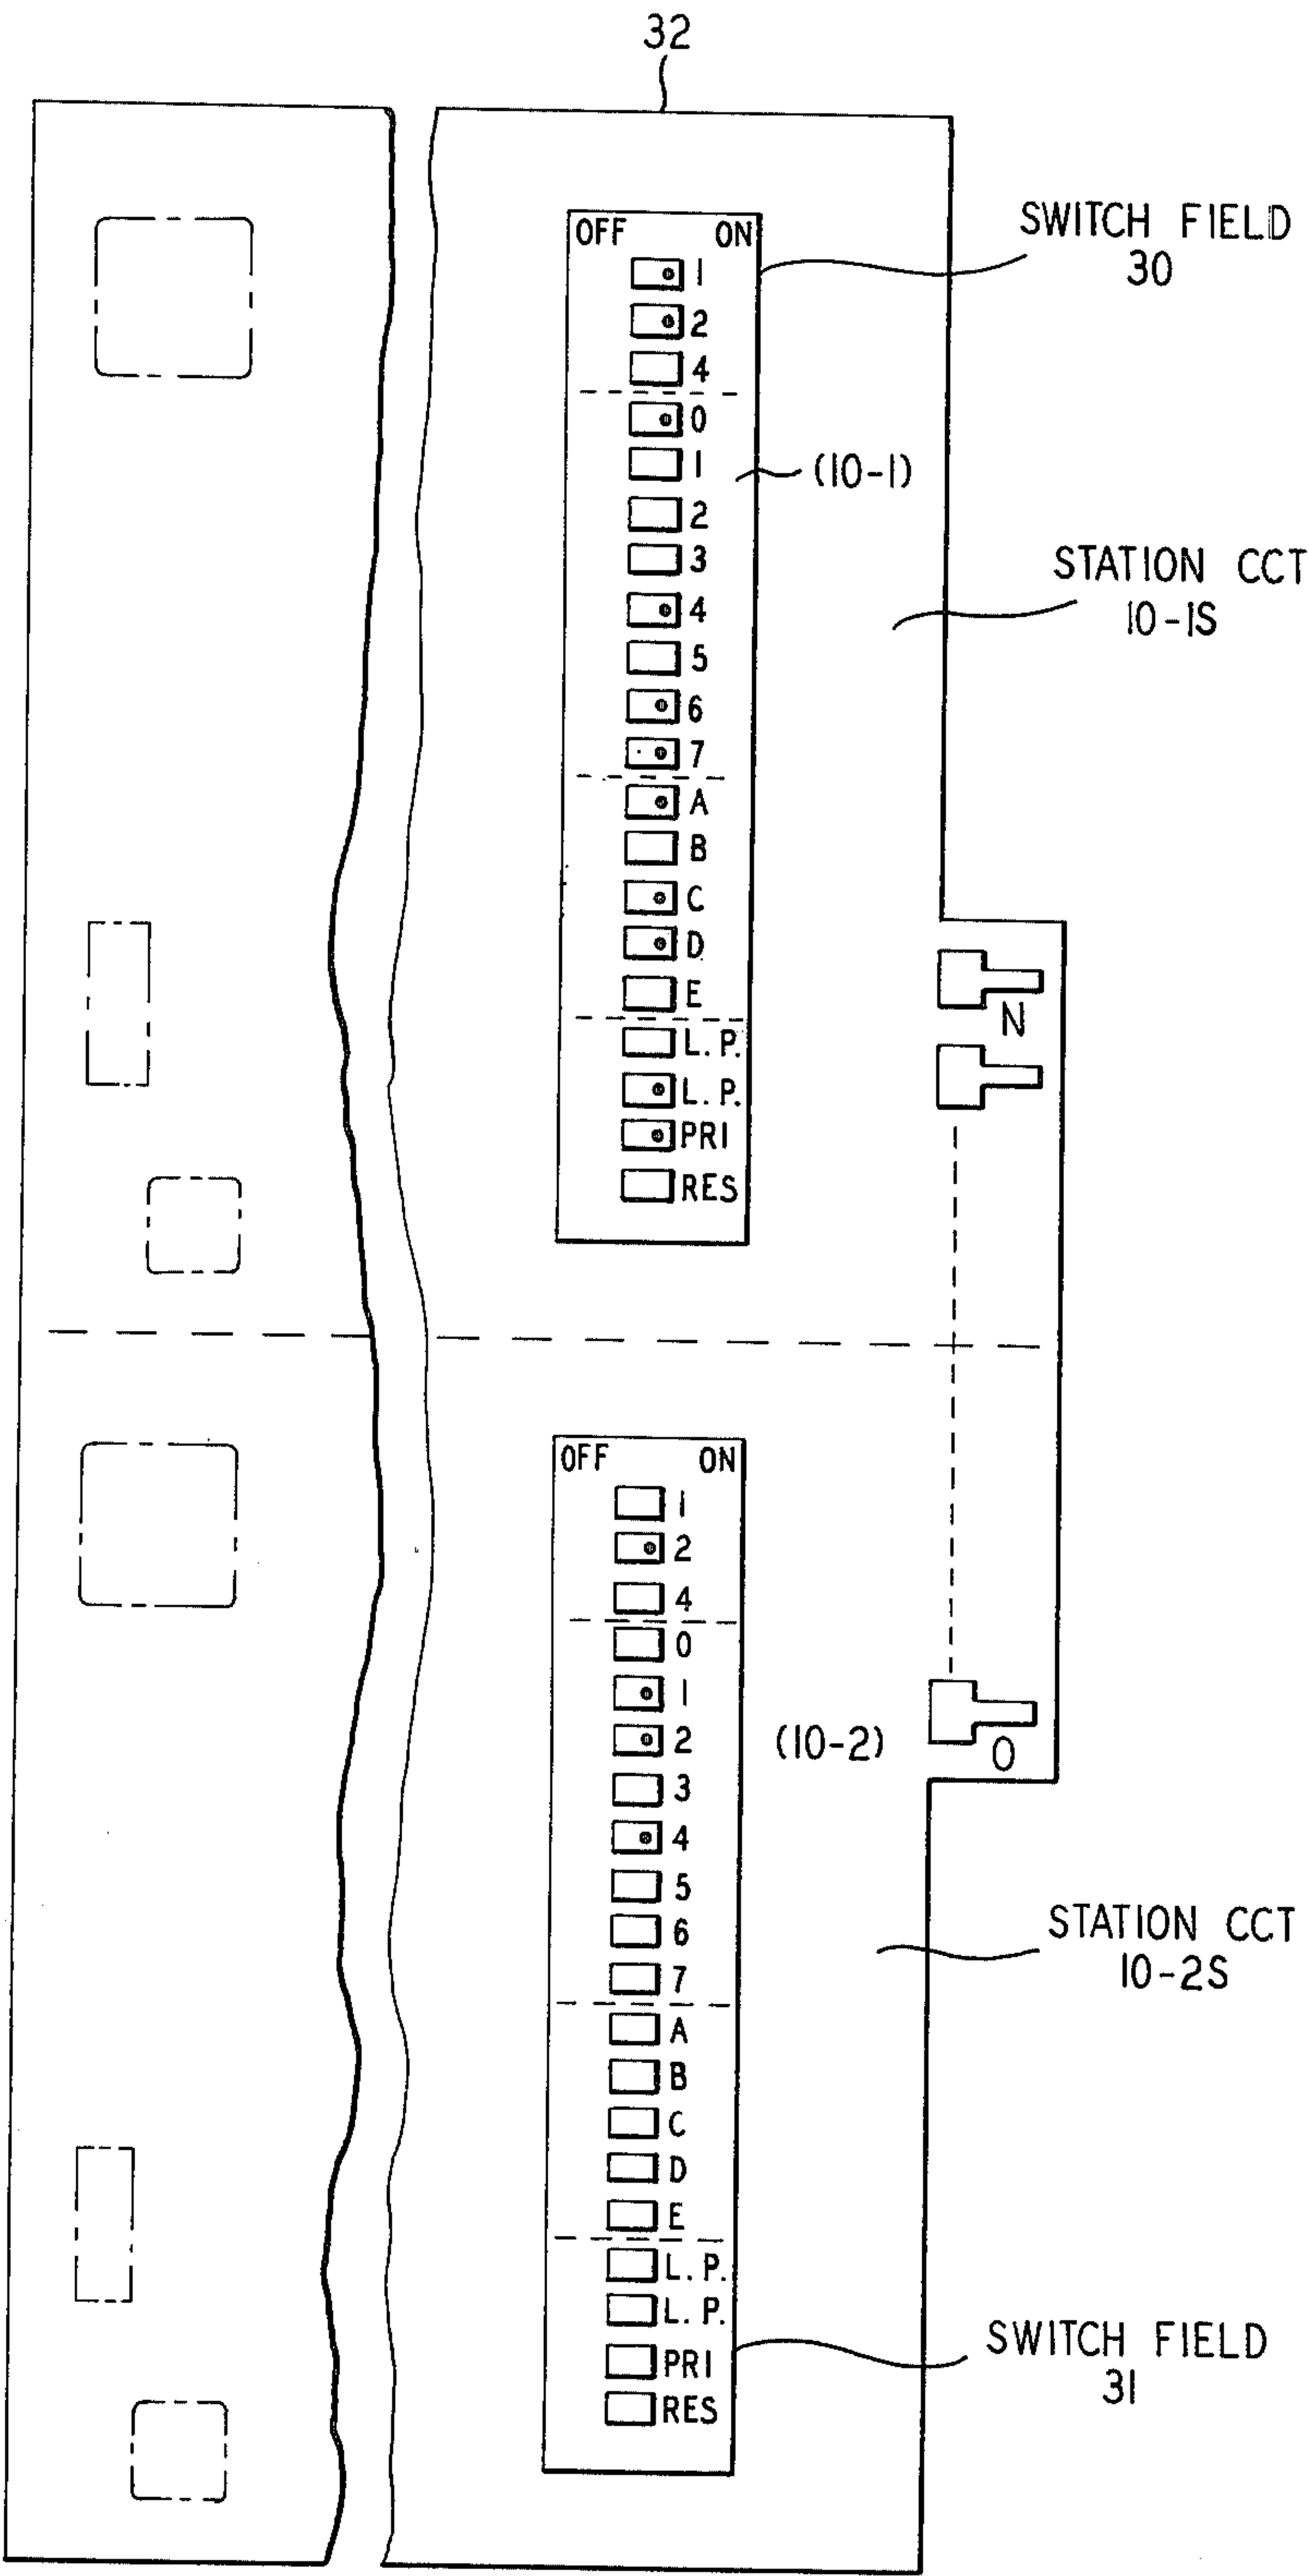 32
SWITCH FIELD
30
OFF ON
1
2
4
0
1
2
3
4
5
6
7
A
B
C
D
E
L.P.
L.P.
PRI
RES
(10-1)
STATION CCT
10-1S
N
OFF ON
1
2
4
0
1
2
3
4
5
6
7
A
B
C
D
E
L.P.
L.P.
PRI
RES
(10-2)
O
STATION CCT
10-2S
SWITCH FIELD
31